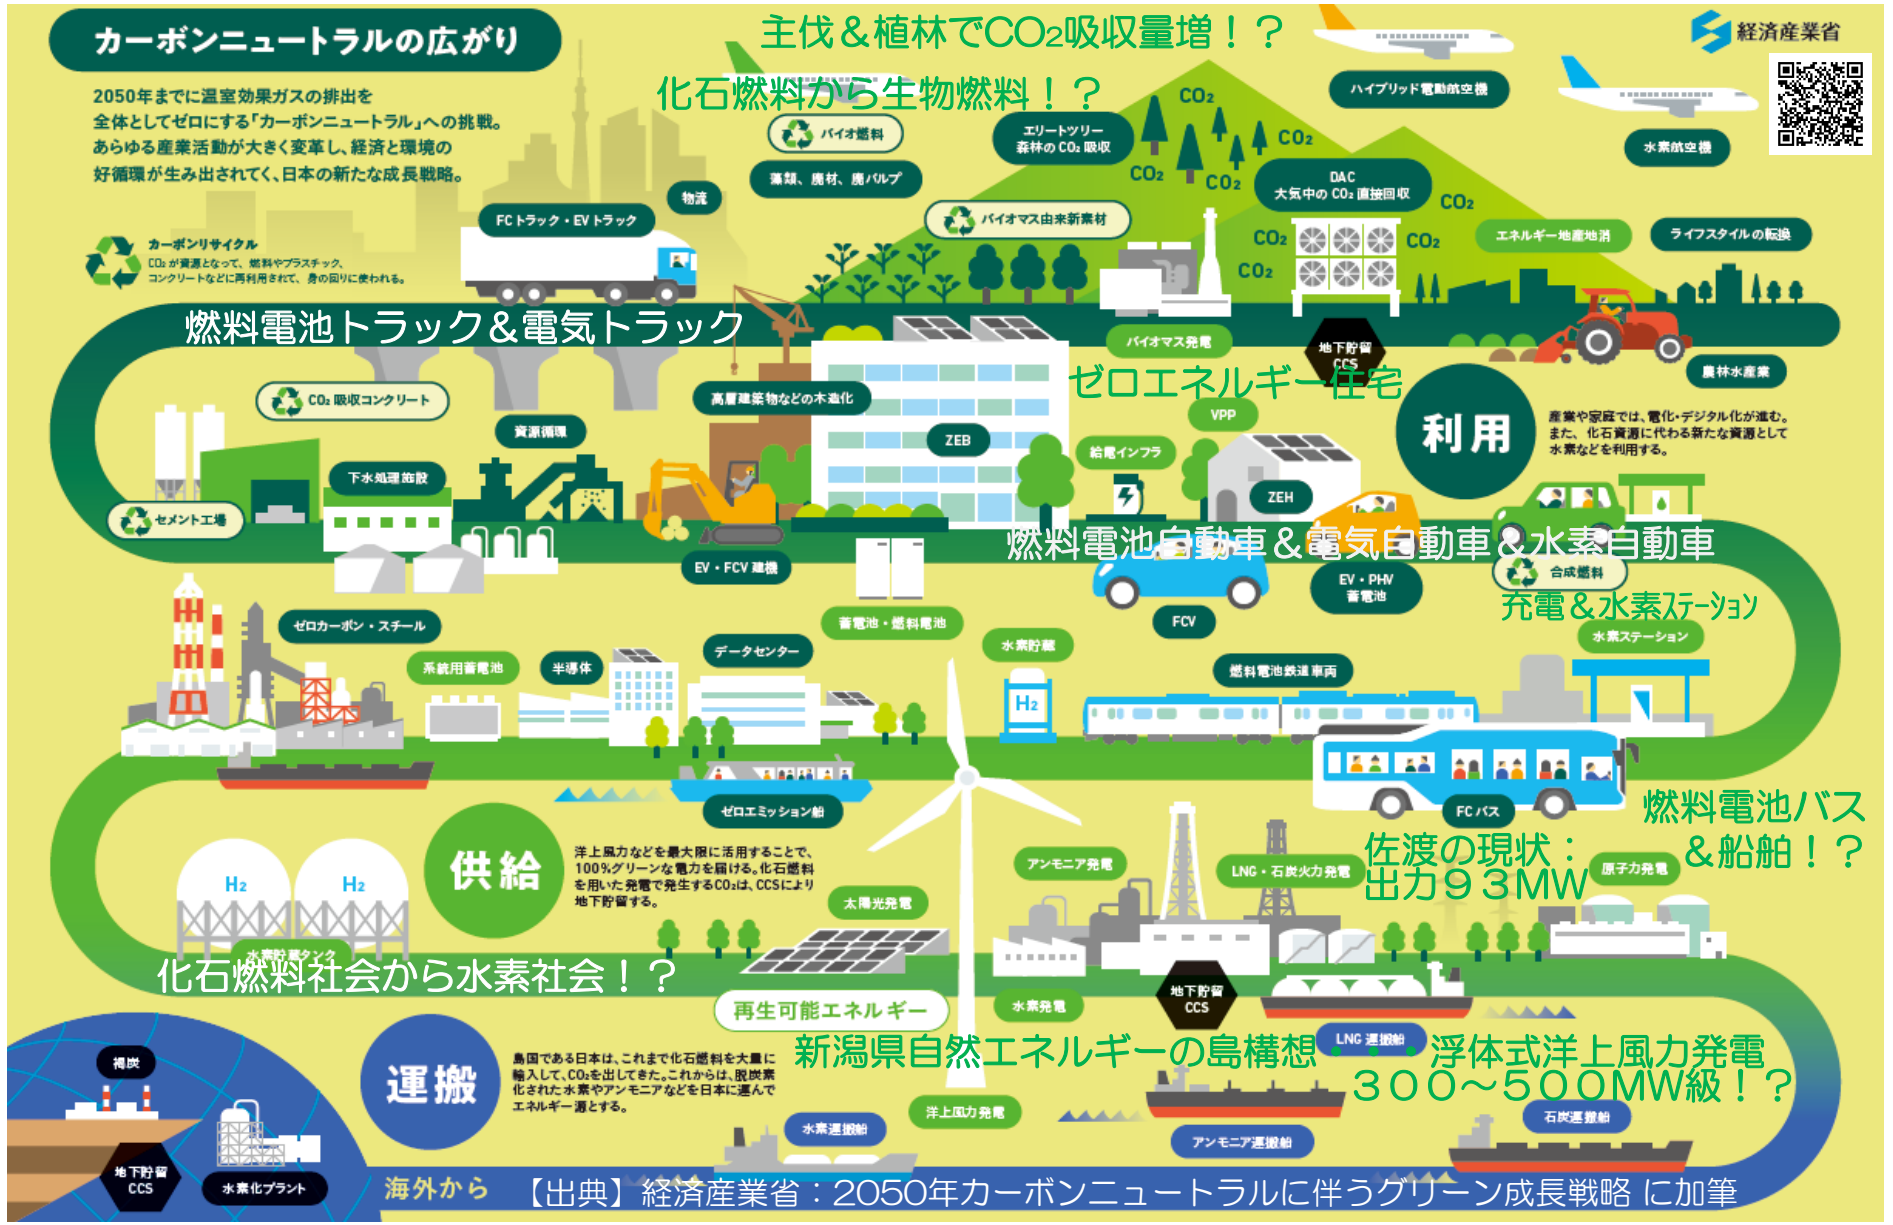 カーボンニュートラルの広がり
主伐＆植林でCO₂吸収量増！？
経済産業省
化石燃料から生物燃料！？
2050年までに温室効果ガスの排出を
全体としてゼロにする「カーボンニュートラル」への挑戦。
あらゆる産業活動が大きく変革し、経済と環境の
好循環が生み出されてく、日本の新たな成長戦略。
ハイブリッド電動航空機
水素航空機
バイオ燃料
藻類、廃材、廃パルプ
エリートツリー
森林のCO₂吸収
CO₂
CO₂
CO₂
CO₂
DAC
大気中のCO₂直接回収
CO₂
CO₂
CO₂
CO₂
物流
FCトラック・EVトラック
バイオマス由来新素材
エネルギー地産地消
ライフスタイルの転換
カーボンリサイクル
CO₂が資源となって、燃料やプラスチック、
コンクリートなどに再利用されて、身の回りに使われる。
燃料電池トラック＆電気トラック
バイオマス発電
地下貯留
CCS
農林水産業
ゼロエネルギー住宅
CO₂吸収コンクリート
高層建築物などの木造化
資源循環
ZEB
VPP
給電インフラ
利用
産業や家庭では、電化・デジタル化が進む。
また、化石資源に代わる新たな資源として
水素などを利用する。
下水処理施設
セメント工場
ZEH
燃料電池自動車＆電気自動車＆水素自動車
EV・FCV建機
EV・PHV
蓄電池
合成燃料
充電＆水素ｽﾃｰｼｮﾝ
蓄電池・燃料電池
FCV
水素ステーション
ゼロカーボン・スチール
系統用蓄電池
半導体
データセンター
水素貯蔵
H₂
燃料電池鉄道車両
ゼロエミッション船
FCバス
燃料電池バス
＆船舶！？
供給
洋上風力などを最大限に活用することで、
100％グリーンな電力を届ける。化石燃料
を用いた発電で発生するCO₂は、CCSにより
地下貯留する。
H₂
H₂
水素貯蔵タンク
化石燃料社会から水素社会！？
太陽光発電
アンモニア発電
LNG・石炭火力発電
佐渡の現状：
出力９３MW
原子力発電
再生可能エネルギー
水素発電
地下貯留
CCS
新潟県自然エネルギーの島構想
LNG運搬船
浮体式洋上風力発電
３００～５００MW級！？
褐炭
運搬
島国である日本は、これまで化石燃料を大量に
輸入して、CO₂を出してきた。これからは、脱炭素
化された水素やアンモニアなどを日本に運んで
エネルギー源とする。
洋上風力発電
水素運搬船
アンモニア運搬船
石炭運搬船
地下貯留
CCS
水素化プラント
海外から
【出典】経済産業省：2050年カーボンニュートラルに伴うグリーン成長戦略 に加筆